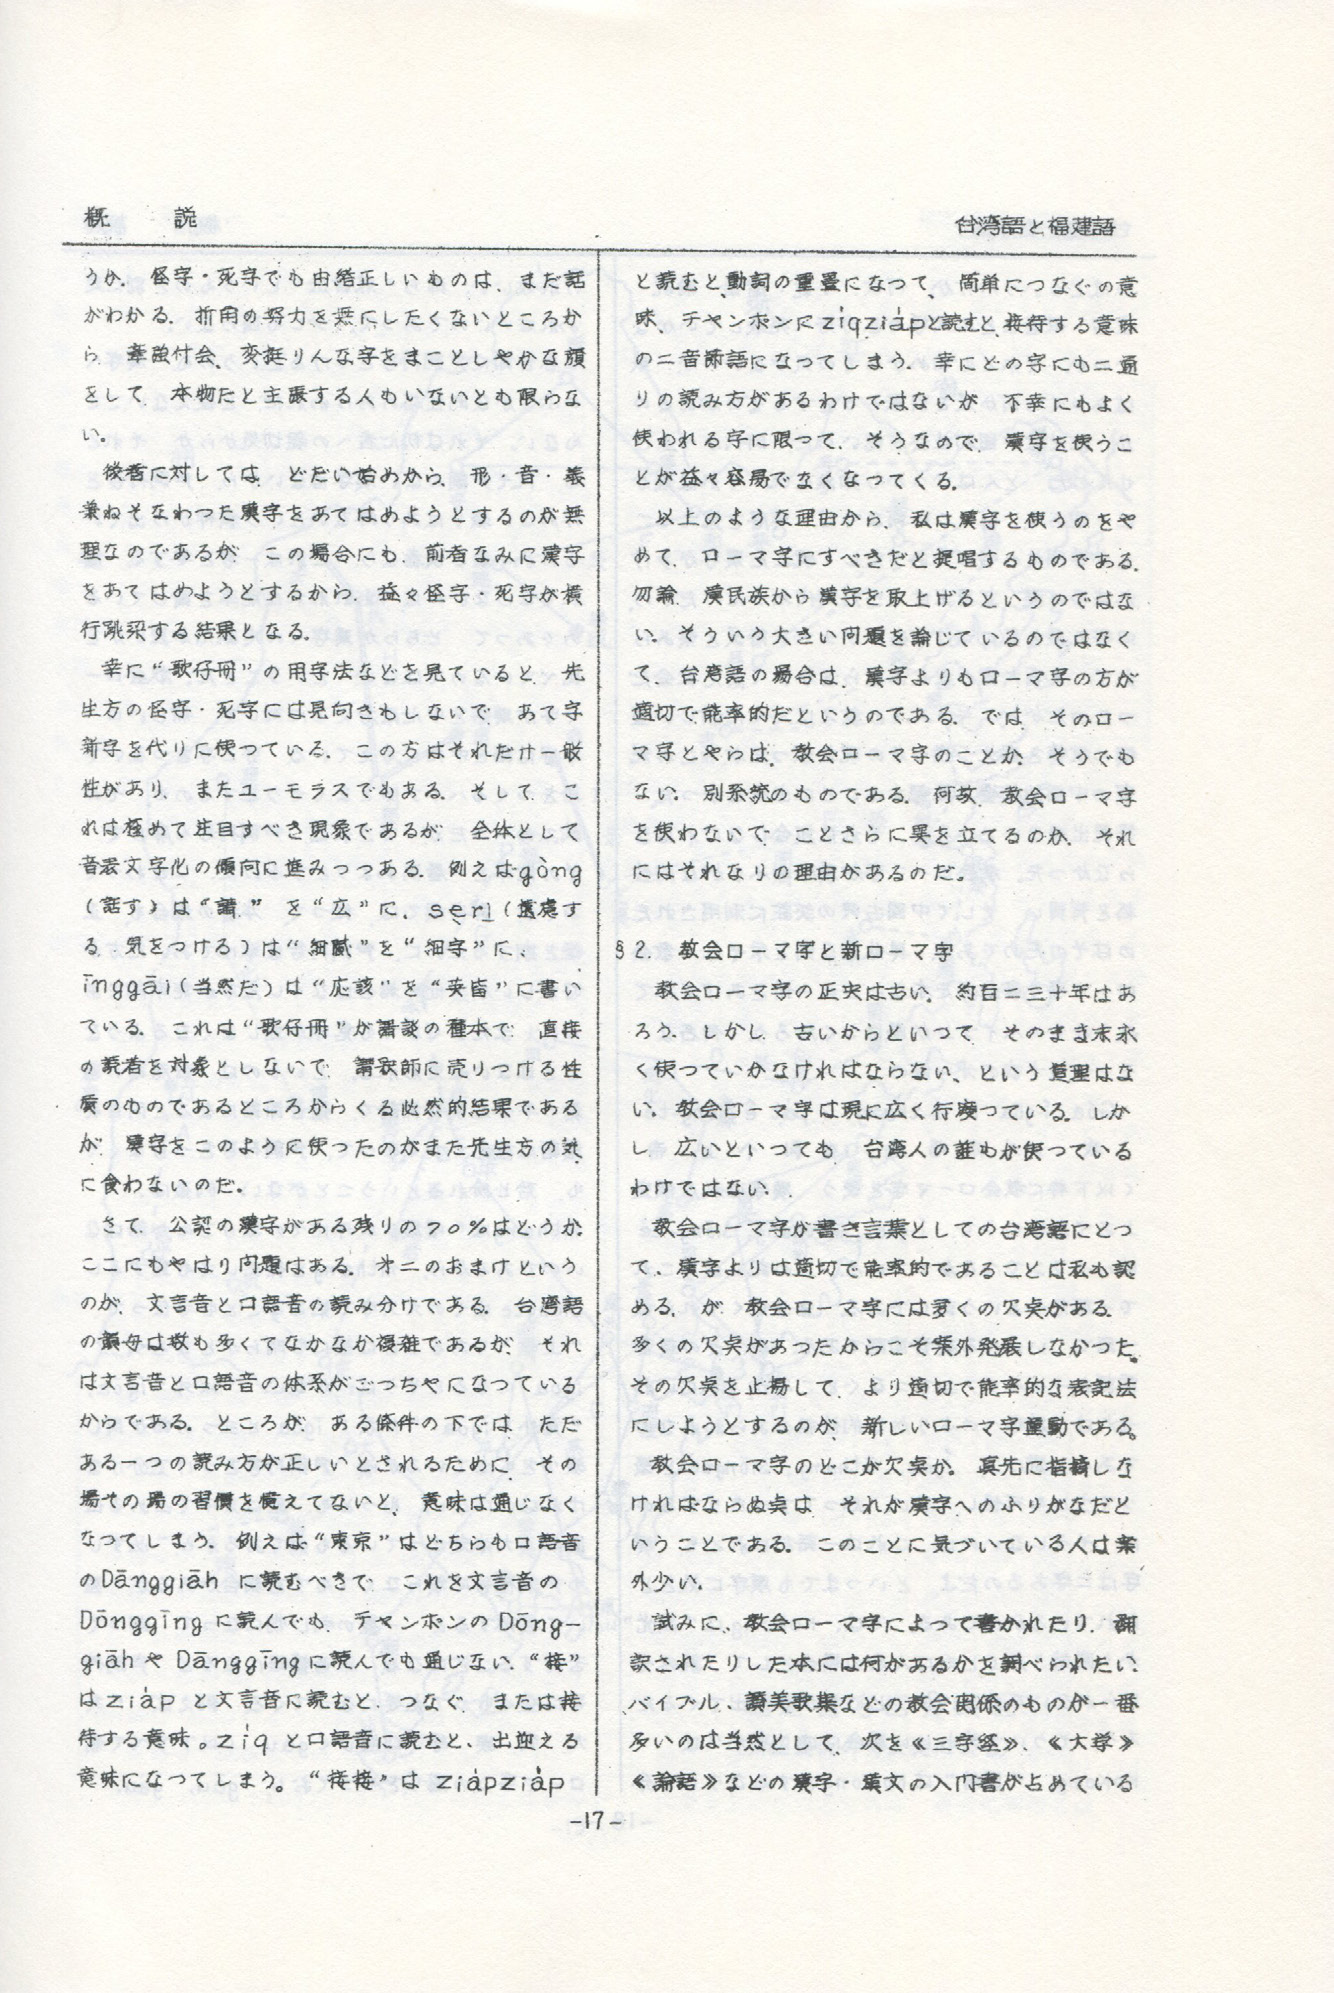 概　説
台湾語と福建語
うか．怪字・死字でも由緒正しいものは、まだ話
がわかる．折角の努力を無にしたくないところか
ら、牽強付会、変挺りんな字をまことしやかな顔
をして、本物だと主張する人もいないとも限らな
い。
後者に対しては、どだい始めから、形・音・義
兼ねそなわつた漢字をあてはめようとするのが無
理なのであるが、この場合にも、前者なみに漢字
をあてはめようとするから、益々怪字・死字が横
行跳梁する結果となる．
幸に“歌仔冊”の用字法などを見ていると、先
生方の怪字・死字には見向きもしないで、あて字
新字を代りに使つている．この方はそれだけ一般
性があり、またユーモラスでもある．そして、こ
れは極めて注目すべき現象であるが、全体として
音表文字化の傾向に進みつつある．例えばgòng
（話す）は“講”を“広”に、
る、気をつける）は“細膩”を“細字”に、
īnggāi（当然だ）は“応該”を“英皆”に書い
ている．これは“歌仔冊”が講談の種本で、直接
の読者を対象としないで、講釈師に売りつける性
質のものであるところからくる必然的結果である
が、漢字をこのように使ったのがまた先生方の気
に食わないのだ．
さて、公認の漢字がある残りの70%はどうか．
ここにもやはり問題はある．才二のおまけという
のが、文言音と口語音の読み分けである．台湾語
の韻母は数も多くてなかなか複雑であるが、それ
は文言音と口語音の体系がごっちゃになつている
からである．ところが、ある條件の下では、ただ
ある一つの読み方が正しいとされるために、その
場その場の習慣を憶えてないと、意味は通じなく
なつてしまう．例えば“東京”はどちらも口語音
のDānggiāh に読むべきで、これを文言音の
Dōnggīng に読んでも、チャンポンの Dōng-
giāh や Dānggīng に読んでも通じない．“接”
は ziáp と文言音に読むと、つなぐ、または接
待する意味。zíq と口語音に読むと、出迎える
意味になつてしまう。“接接”は ziápziáp
と読むと、動詞の重畳になつて、簡単につなぐの意
味、チャンポンに zíqziápと読むと、接待する意味
の二音節語になってしまう．幸にどの字にも二通
りの読み方があるわけではないが、不幸にもよく
使われる字に限って、そうなので、漢字を使うこ
とが益々容易でなくなつてくる．
以上のような理由から、私は漢字を使うのをや
めて、ローマ字にすべきだと提唱するものである．
勿論、漢民族から漢字を取上げるというのではな
い．そういう大きい問題を論じているのではなく
て、台湾語の場合は、漢字よりもローマ字の方が
適切で能率的だというのである．では、そのロー
マ字とやらは、教会ローマ字のことか．そうでも
ない．別系統のものである．何故、教会ローマ字
を使わないで、ことさらに異を立てるのか．それ
にはそれなりの理由があるのだ。
§2. 教会ローマ字と新ローマ字
教会ローマ字の正史は古い．約百二三十年はあ
ろう．しかし、古いからといつて、そのまま末永
く使つていかなければならない、という道理はな
い．教会ローマ字は現に広く行渡つている．しか
し、広いといつても、台湾人の誰もが使つている
わけではない．
教会ローマ字が書き言葉としての台湾語にとつ
て、漢字よりは適切で能率的であることは私も認
める．が、教会ローマ字には多くの欠点がある．
多くの欠点があったからこそ案外発展しなかった．
その欠点を止揚して、より適切で能率的な表記法
にしようとするのが、新しいローマ字運動である。
教会ローマ字のどこが欠点か．真先に指摘しな
ければならぬ点は、それが漢字へのふりがなだと
いうことである．このことに気づいている人は案
外少い．
試みに、教会ローマ字によって書かれたり、翻
訳されたりした本には何があるかを調べられたい．
バイブル、讃美歌集などの教会関係のものが一番
多いのは当然として、次を《三字経》、《大学》
《論語》などの漢字・漢文の入門書が占めている
-17-